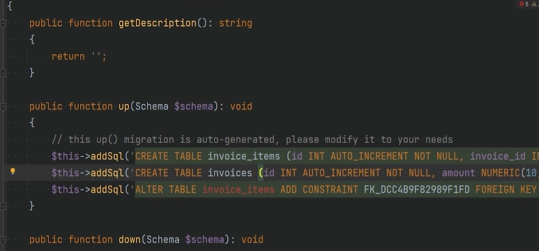 {
public function getDescription(): string
{
return '';
}
public function up(Schema $schema): void
{
// this up() migration is auto-generated, please modify it to your needs
$this->addSql('CREATE TABLE invoice_items (id INT AUTO_INCREMENT NOT NULL, invoice_id IN
$this->addSql('CREATE TABLE invoices (id INT AUTO_INCREMENT NOT NULL, amount NUMERIC(10,
$this->addSql('ALTER TABLE invoice_items ADD CONSTRAINT FK_DCC4B9F82989F1FD FOREIGN KEY
}
public function down(Schema $schema): void